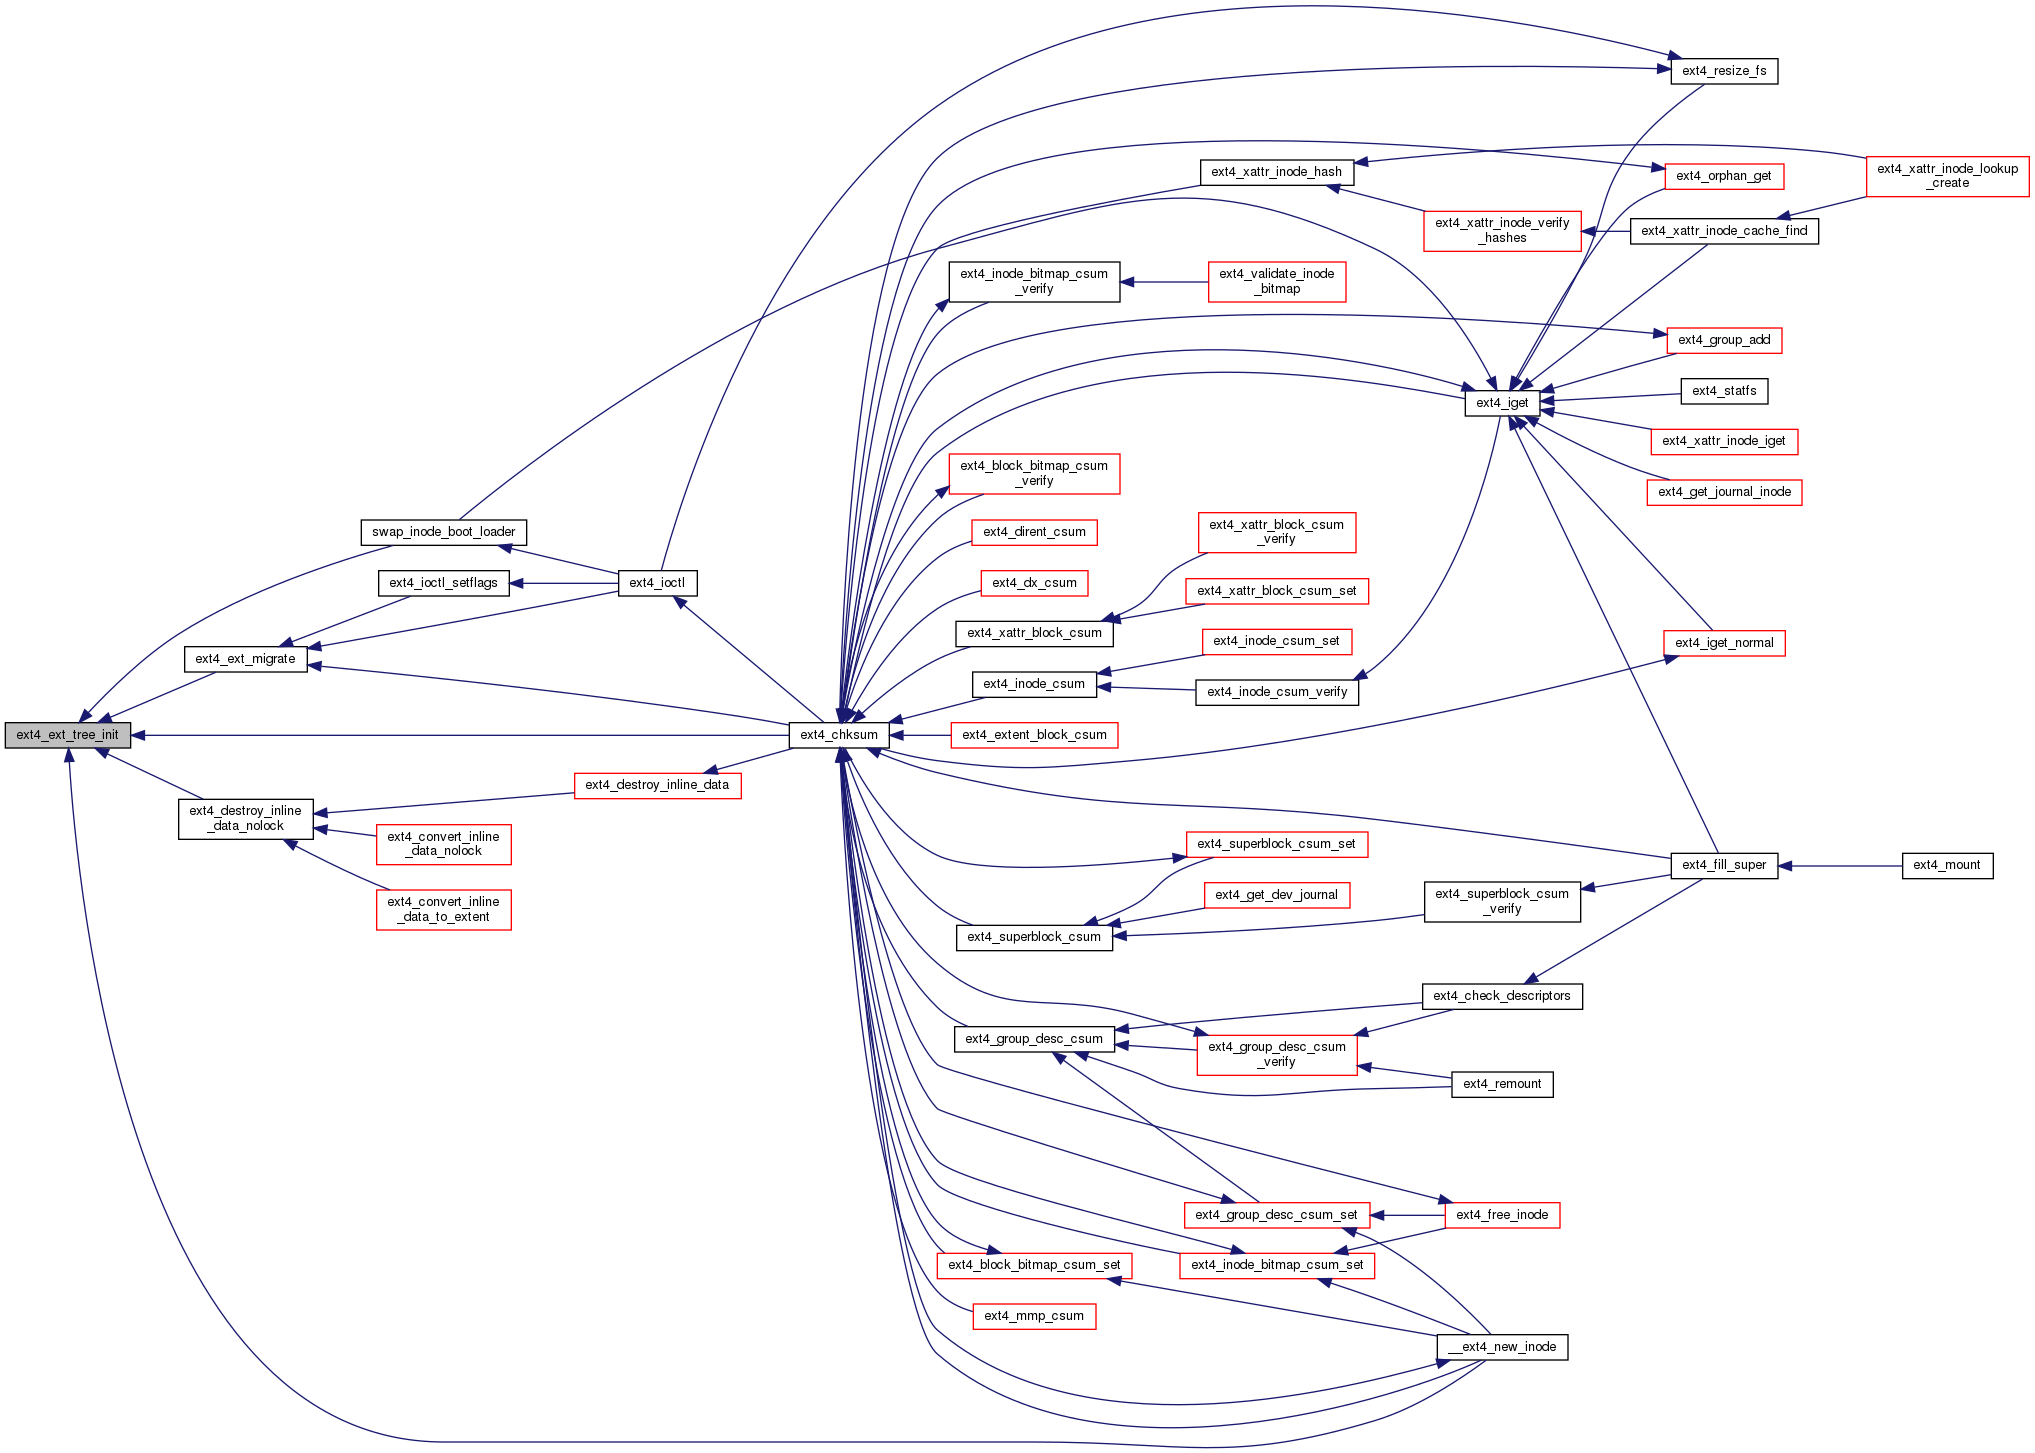 ext4_resize_fs
ext4_xattr_inode_hash
ext4_orphan_get
ext4_xattr_inode_lookup
_create
ext4_xattr_inode_verify
_hashes
ext4_xattr_inode_cache_find
ext4_inode_bitmap_csum
_verify
ext4_validate_inode
_bitmap
ext4_group_add
ext4_statfs
ext4_iget
ext4_xattr_inode_iget
ext4_block_bitmap_csum
_verify
ext4_get_journal_inode
swap_inode_boot_loader
ext4_dirent_csum
ext4_xattr_block_csum
_verify
ext4_ioctl_setflags
ext4_ioctl
ext4_dx_csum
ext4_xattr_block_csum_set
ext4_xattr_block_csum
ext4_inode_csum_set
ext4_iget_normal
ext4_ext_migrate
ext4_inode_csum
ext4_inode_csum_verify
ext4_ext_tree_init
ext4_chksum
ext4_extent_block_csum
ext4_destroy_inline_data
ext4_destroy_inline
_data_nolock
ext4_convert_inline
_data_nolock
ext4_superblock_csum_set
ext4_fill_super
ext4_mount
ext4_get_dev_journal
ext4_superblock_csum
_verify
ext4_convert_inline
_data_to_extent
ext4_superblock_csum
ext4_check_descriptors
ext4_group_desc_csum
ext4_group_desc_csum
_verify
ext4_remount
ext4_group_desc_csum_set
ext4_free_inode
ext4_block_bitmap_csum_set
ext4_inode_bitmap_csum_set
ext4_mmp_csum
__ext4_new_inode